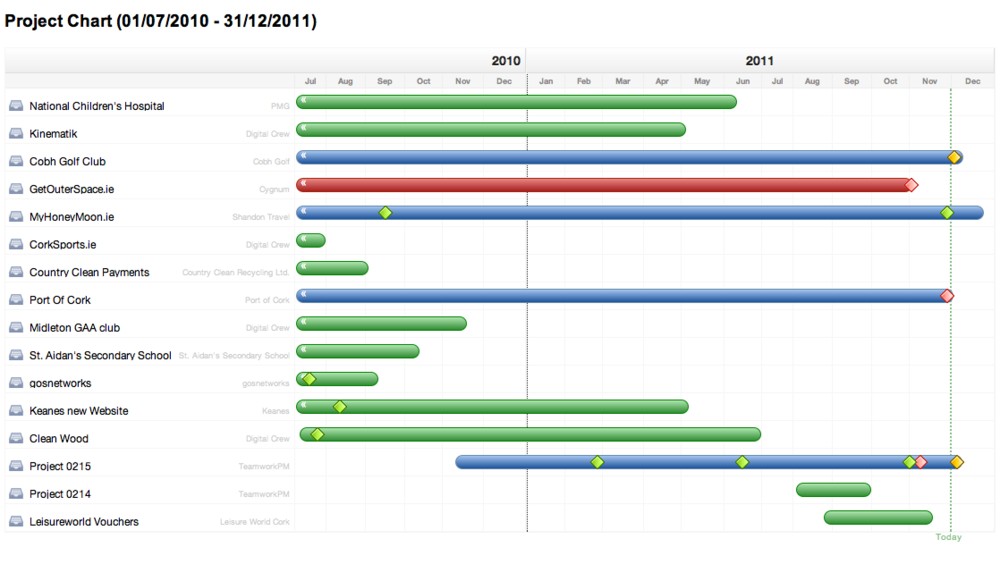 Project Chart (01/07/2010 - 31/12/2011)
2010 2011
Jul Aug Sep Oct Nov Dec Jan Feb Mar Apr May Jun Jul Aug Sep Oct Nov Dec
National Children's Hospital PMG
Kinematik Digital Crew
Cobh Golf Club Cobh Golf
GetOuterSpace.ie Cygnum
MyHoneyMoon.ie Shandon Travel
CorkSports.ie Digital Crew
Country Clean Payments Country Clean Recycling Ltd.
Port Of Cork Port of Cork
Midleton GAA club Digital Crew
St. Aidan's Secondary School St. Aidan's Secondary School
gosnetworks gosnetworks
Keanes new Website Keanes
Clean Wood Digital Crew
Project 0215 TeamworkPM
Project 0214 TeamworkPM
Leisureworld Vouchers Leisure World Cork
Today